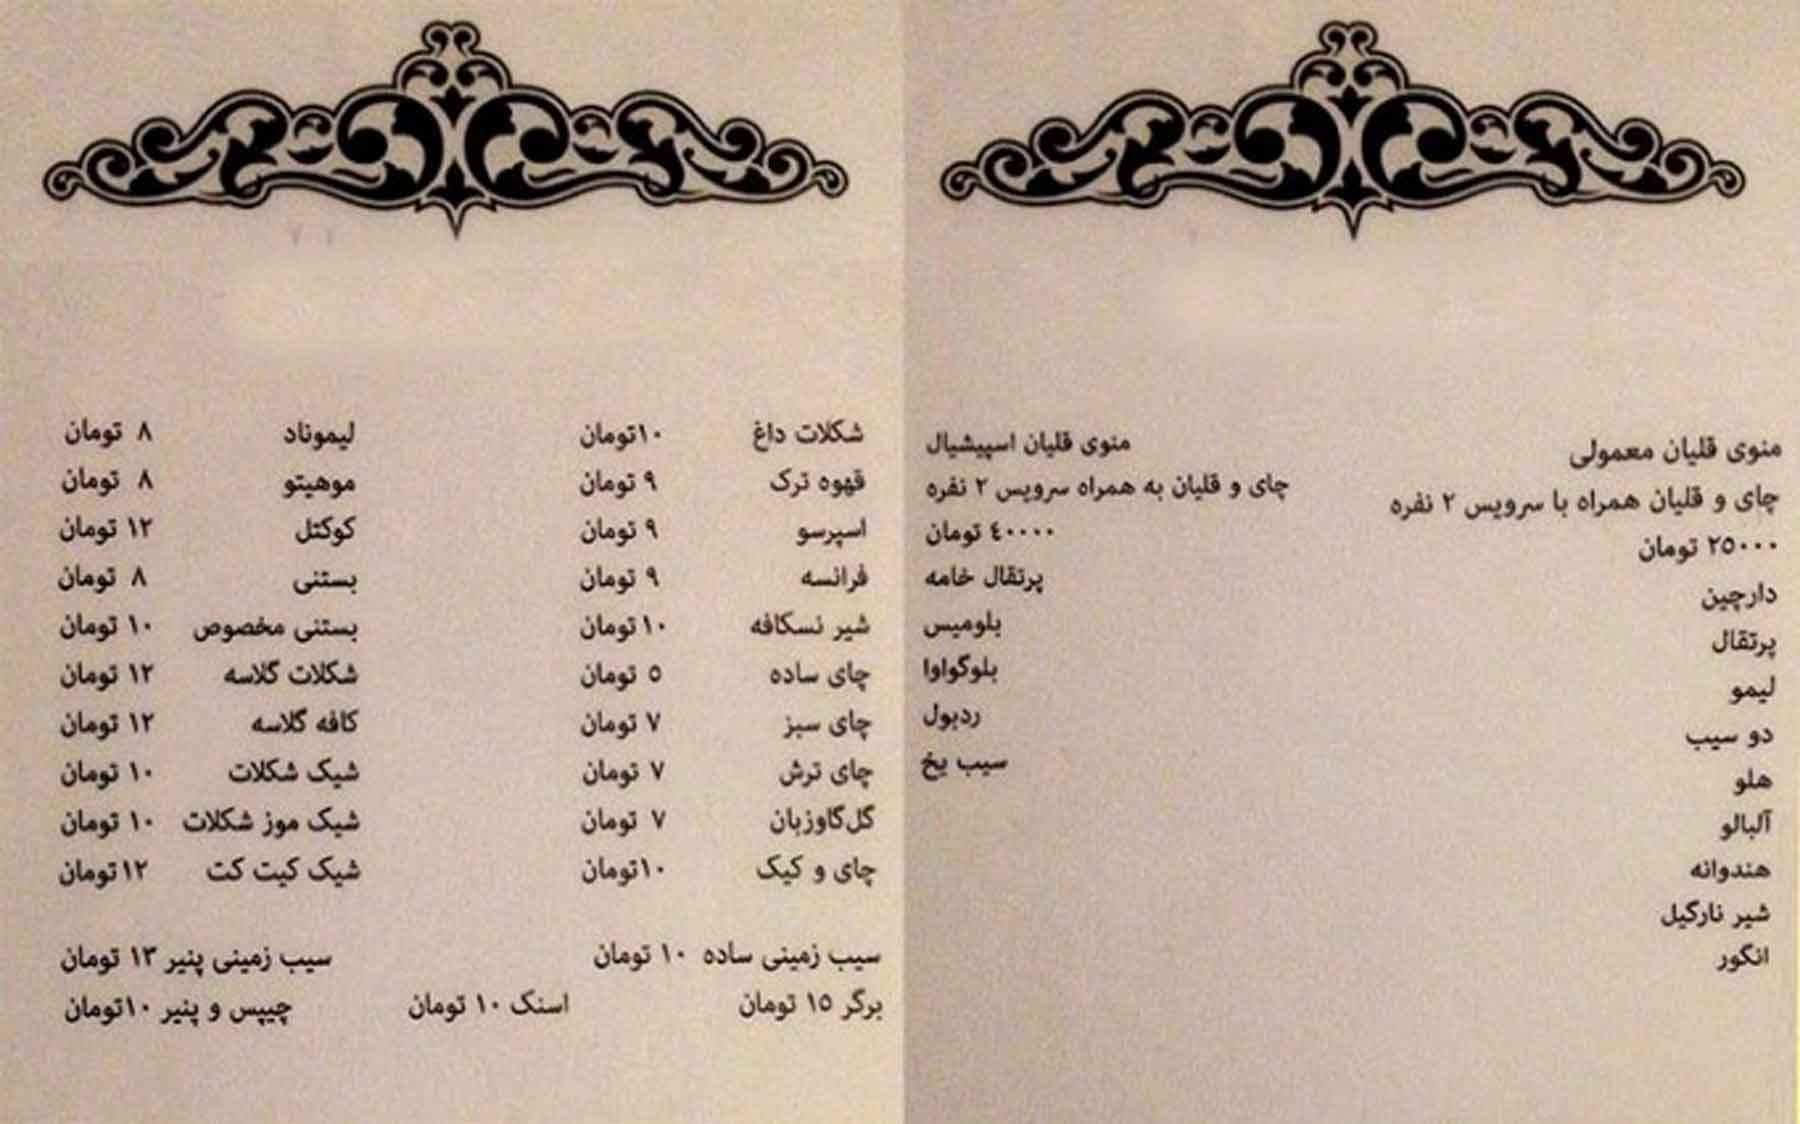 منوی قلیان معمولی
چای و قلیان همراه با سرویس ۲ نفره
۲۵۰۰۰ تومان
دارچین
پرتقال
لیمو
دو سیب
هلو
آلبالو
هندوانه
شیر نارگیل
انگور
منوی قلیان اسپیشیال
چای و قلیان به همراه سرویس ۲ نفره
٤۰۰۰۰ تومان
پرتقال خامه
بلومیس
بلوگواوا
ردبول
سیب یخ
شکلات داغ ۱۰تومان
قهوه ترک ۹ تومان
اسپرسو ۹ تومان
فرانسه ۹ تومان
شیر نسکافه ۱۰تومان
چای ساده ۵ تومان
چای سبز ۷ تومان
چای ترش ۷ تومان
گل‌گاوزبان ۷ تومان
چای و کیک ۱۰تومان
لیموناد ۸ تومان
موهیتو ۸ تومان
کوکتل ۱۲ تومان
بستنی ۸ تومان
بستنی مخصوص ۱۰ تومان
شکلات گلاسه ۱۲ تومان
کافه گلاسه ۱۲ تومان
شیک شکلات ۱۰ تومان
شیک موز شکلات ۱۰ تومان
شیک کیت کت ۱۲تومان
سیب زمینی ساده ۱۰ تومان سیب زمینی پنیر ۱۳ تومان
برگر ۱۵ تومان اسنک ۱۰ تومان چیپس و پنیر ۱۰تومان